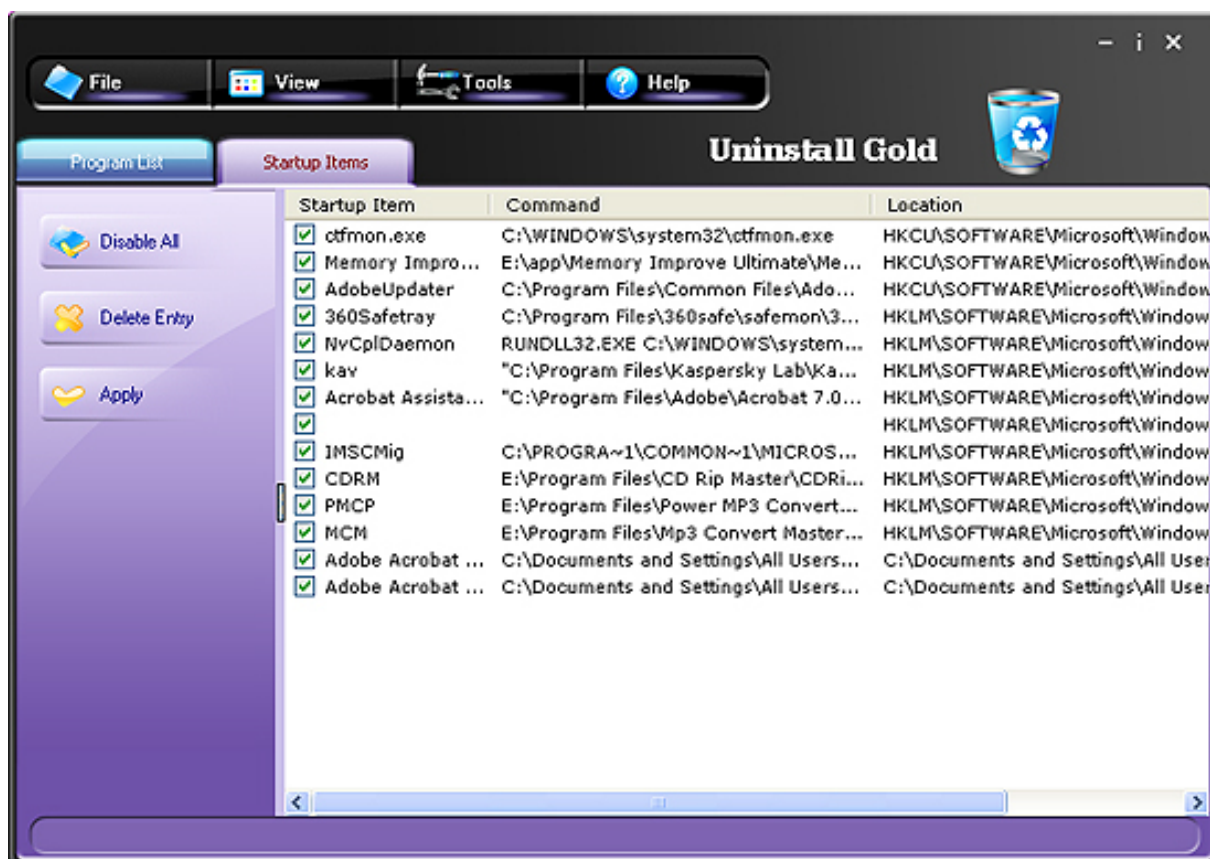 – i ×
File View Tools Help
Uninstall Gold
Program List Startup Items
Startup Item Command Location
Disable All
Delete Entry
Apply
ctfmon.exe C:\WINDOWS\system32\ctfmon.exe HKCU\SOFTWARE\Microsoft\Window
Memory Impro... E:\app\Memory Improve Ultimate\Me... HKCU\SOFTWARE\Microsoft\Window
AdobeUpdater C:\Program Files\Common Files\Ado... HKCU\SOFTWARE\Microsoft\Window
360Safetray C:\Program Files\360safe\safemon\3... HKLM\SOFTWARE\Microsoft\Window
NvCplDaemon RUNDLL32.EXE C:\WINDOWS\system... HKLM\SOFTWARE\Microsoft\Window
kav "C:\Program Files\Kaspersky Lab\Ka... HKLM\SOFTWARE\Microsoft\Window
Acrobat Assista... "C:\Program Files\Adobe\Acrobat 7.0... HKLM\SOFTWARE\Microsoft\Window
HKLM\SOFTWARE\Microsoft\Window
IMSCMig C:\PROGRA~1\COMMON~1\MICROS... HKLM\SOFTWARE\Microsoft\Window
CDRM E:\Program Files\CD Rip Master\CDRi... HKLM\SOFTWARE\Microsoft\Window
PMCP E:\Program Files\Power MP3 Convert... HKLM\SOFTWARE\Microsoft\Window
MCM E:\Program Files\Mp3 Convert Master... HKLM\SOFTWARE\Microsoft\Window
Adobe Acrobat ... C:\Documents and Settings\All Users... C:\Documents and Settings\All User
Adobe Acrobat ... C:\Documents and Settings\All Users... C:\Documents and Settings\All User